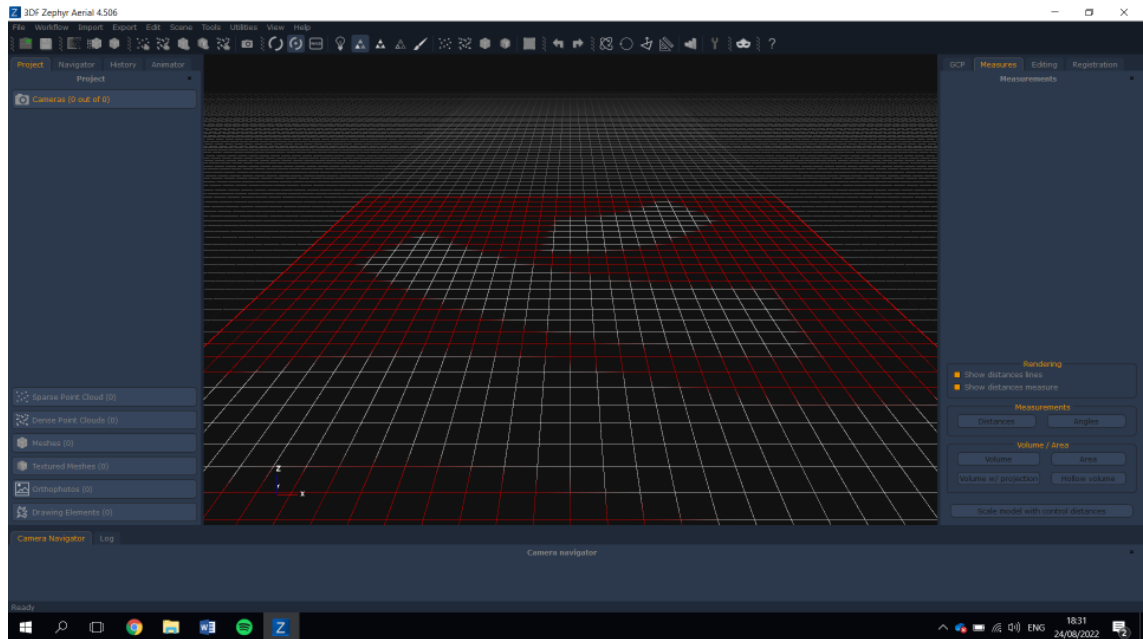 3DF Zephyr Aerial 4.506
File Workflow Import Export Edit Scene Tools Utilities View Help
Project Navigator History Animator
Project
Cameras (0 out of 0)
Sparse Point Cloud (0)
Dense Point Clouds (0)
Meshes (0)
Textured Meshes (0)
Orthophotos (0)
Drawing Elements (0)
Z
x
GCP Measures Editing Registration
Measurements
Rendering
Show distances lines
Show distances measure
Measurements
Distances Angles
Volume / Area
Volume Area
Volume w/ projection Hollow volume
Scale model with control distances
Camera Navigator Log
Camera navigator
Ready
ENG
18:31
24/08/2022
2